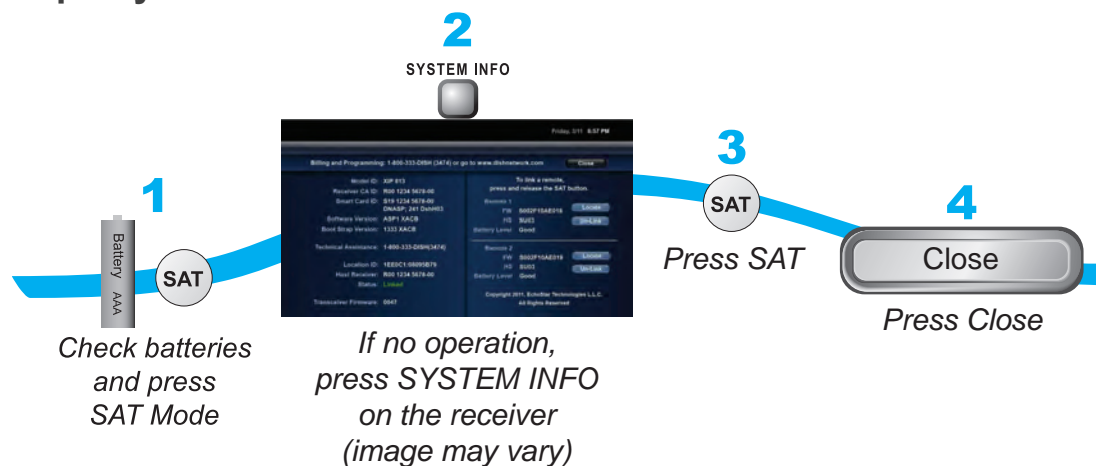 1
Battery AAA
SAT
Check batteries
and press
SAT Mode
2
SYSTEM INFO
Friday, 3/11 6:57 PM
Billing and Programming: 1-800-333-DISH (3474) or go to www.dishnetwork.com
Close
Model ID: XIP 813
Receiver CA ID: R00 1234 5678-00
Smart Card ID: S19 1234 5678-00
Software Version: ASP1 XACB
Boot Strap Version: 1333 XACB
Technical Assistance: 1-800-333-DISH(3474)
Location ID:
Host Receiver: R00 1234 5678-00
Status: Linked
Transceiver Firmware: 0047
To link a remote,
press and release the SAT
button.
Remote 1
FW
Locate
Un-Link
Battery Level Good
Remote 2
FW
Locate
Un-Link
Battery Level Good
Copyright 2011, EchoStar Technologies L.L.C.
All Rights Reserved
If no operation,
press SYSTEM INFO
on the receiver
(image may vary)
3
SAT
Press SAT
4
Close
Press Close